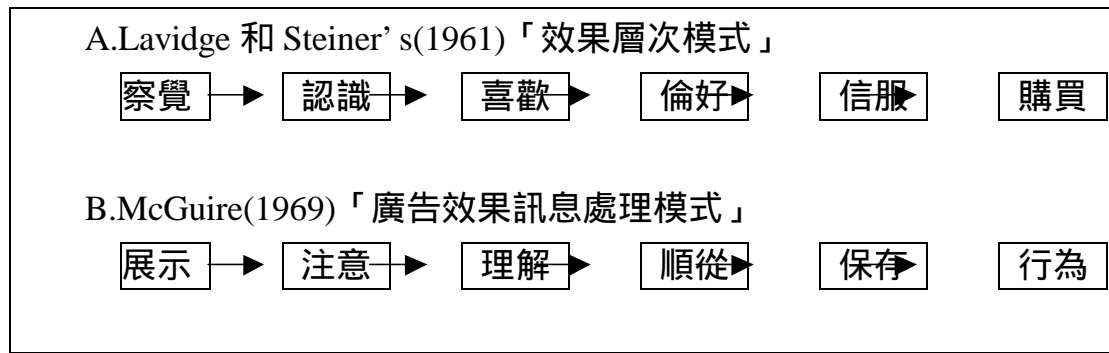 A.Lavidge 和 Steiner’ s(1961)「效果層次模式」
察覺 認識 喜歡 倫好 信服 購買
B.McGuire(1969)「廣告效果訊息處理模式」
展示 注意 理解 順從 保存 行為